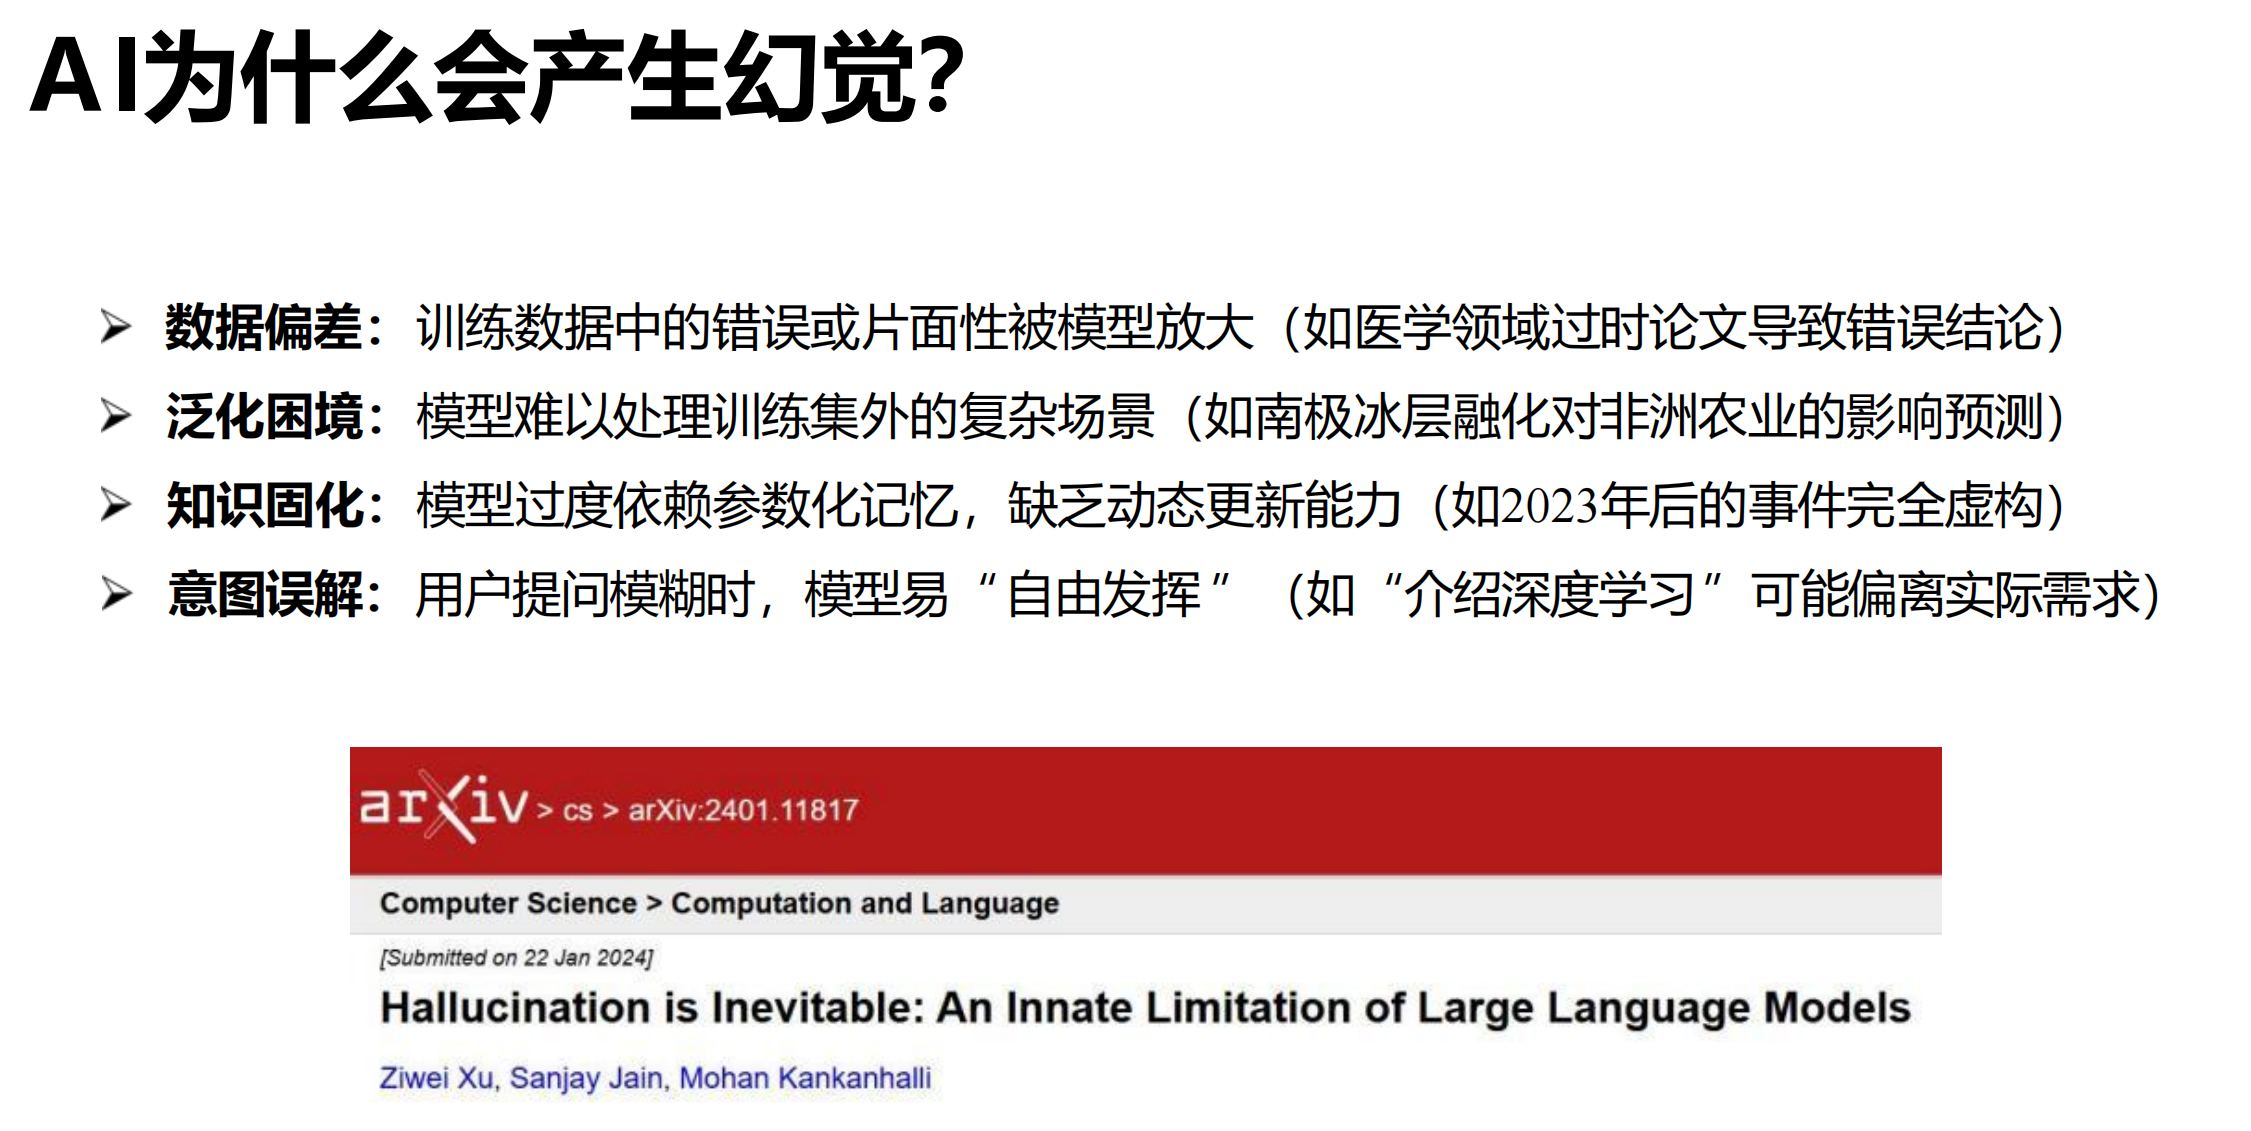 AI为什么会产生幻觉?
数据偏差：训练数据中的错误或片面性被模型放大（如医学领域过时论文导致错误结论）
泛化困境：模型难以处理训练集外的复杂场景（如南极冰层融化对非洲农业的影响预测）
知识固化：模型过度依赖参数化记忆，缺乏动态更新能力（如2023年后的事件完全虚构）
意图误解：用户提问模糊时，模型易“自由发挥”（如“介绍深度学习”可能偏离实际需求）
arXiv > cs > arXiv:2401.11817
Computer Science > Computation and Language
[Submitted on 22 Jan 2024]
Hallucination is Inevitable: An Innate Limitation of Large Language Models
Ziwei Xu, Sanjay Jain, Mohan Kankanhalli